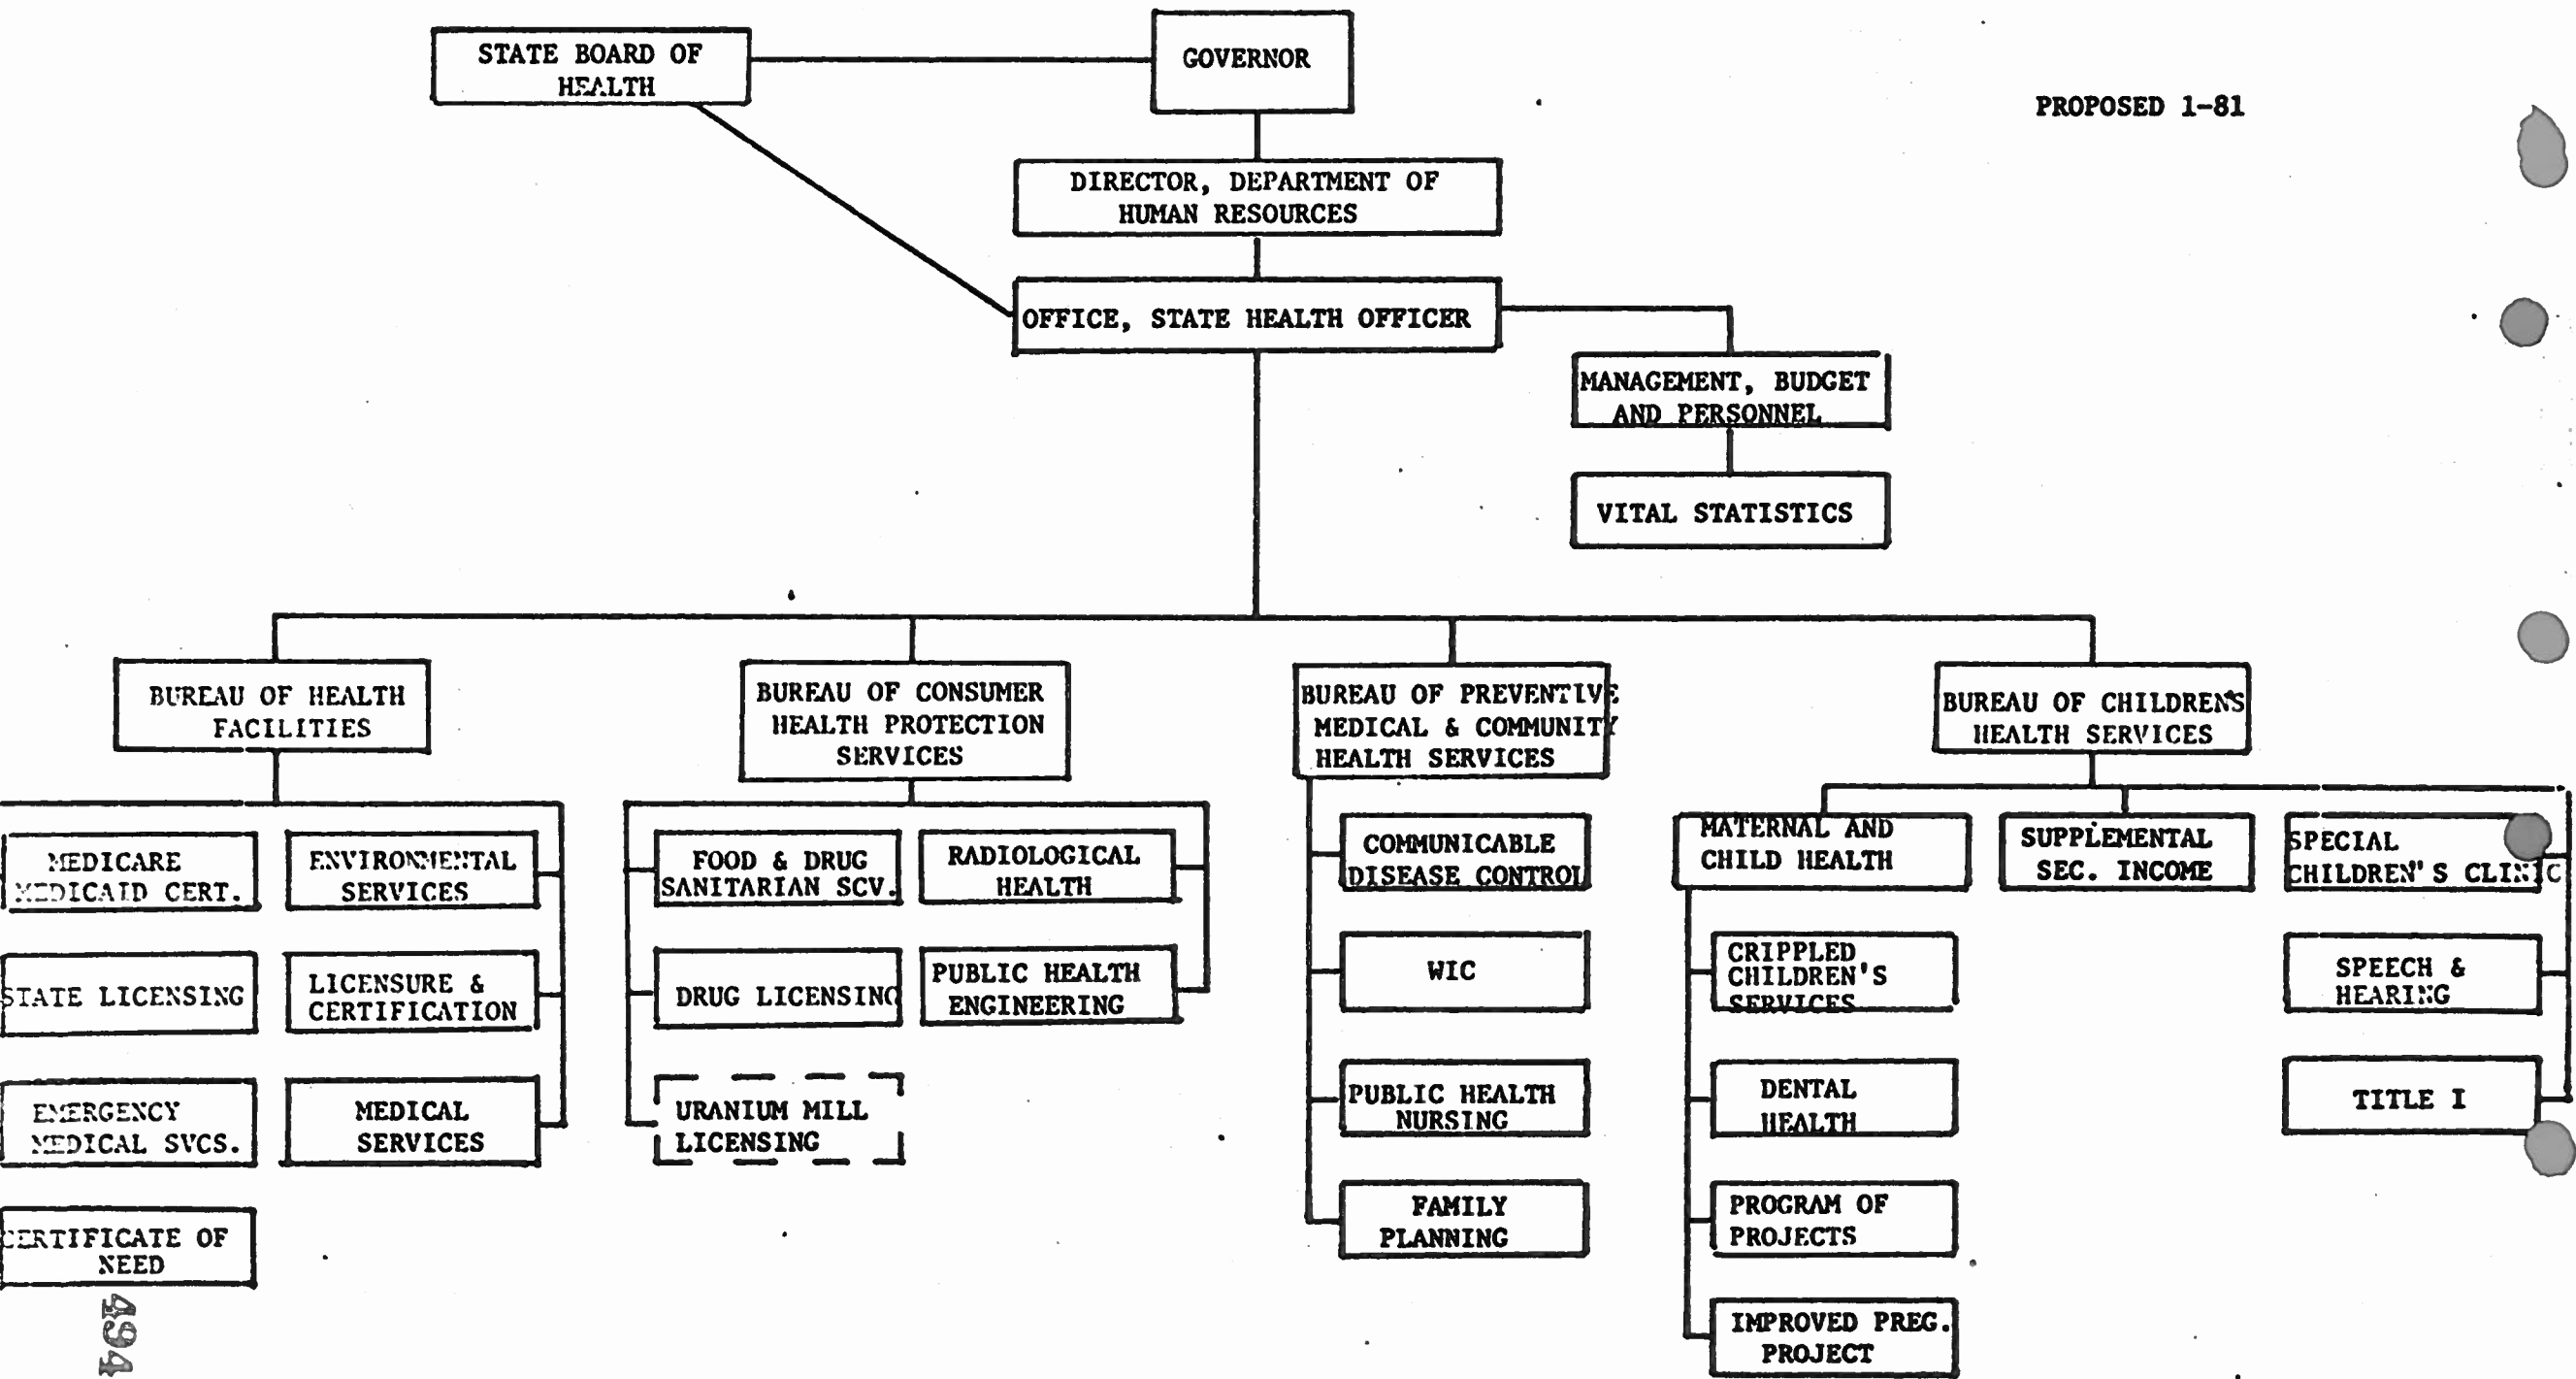 STATE BOARD OF
HEALTH
GOVERNOR
PROPOSED 1-81
DIRECTOR, DEPARTMENT OF
HUMAN RESOURCES
OFFICE, STATE HEALTH OFFICER
MANAGEMENT, BUDGET
AND PERSONNEL
VITAL STATISTICS
BUREAU OF HEALTH
FACILITIES
BUREAU OF CONSUMER
HEALTH PROTECTION
SERVICES
BUREAU OF PREVENTIVE
MEDICAL & COMMUNITY
HEALTH SERVICES
BUREAU OF CHILDREN'S
HEALTH SERVICES
MEDICARE
MEDICAID CERT.
ENVIRONMENTAL
SERVICES
STATE LICENSING
LICENSURE &
CERTIFICATION
EMERGENCY
MEDICAL SVCS.
MEDICAL
SERVICES
CERTIFICATE OF
NEED
FOOD & DRUG
SANITARIAN SCV.
RADIOLOGICAL
HEALTH
DRUG LICENSING
PUBLIC HEALTH
ENGINEERING
URANIUM MILL
LICENSING
COMMUNICABLE
DISEASE CONTROL
WIC
PUBLIC HEALTH
NURSING
FAMILY
PLANNING
MATERNAL AND
CHILD HEALTH
SUPPLEMENTAL
SEC. INCOME
SPECIAL
CHILDREN"S CLINIC
CRIPPLED
CHILDREN'S
SERVICES
SPEECH &
HEARING
DENTAL
HEALTH
TITLE I
PROGRAM OF
PROJECTS
IMPROVED PREG.
PROJECT
494